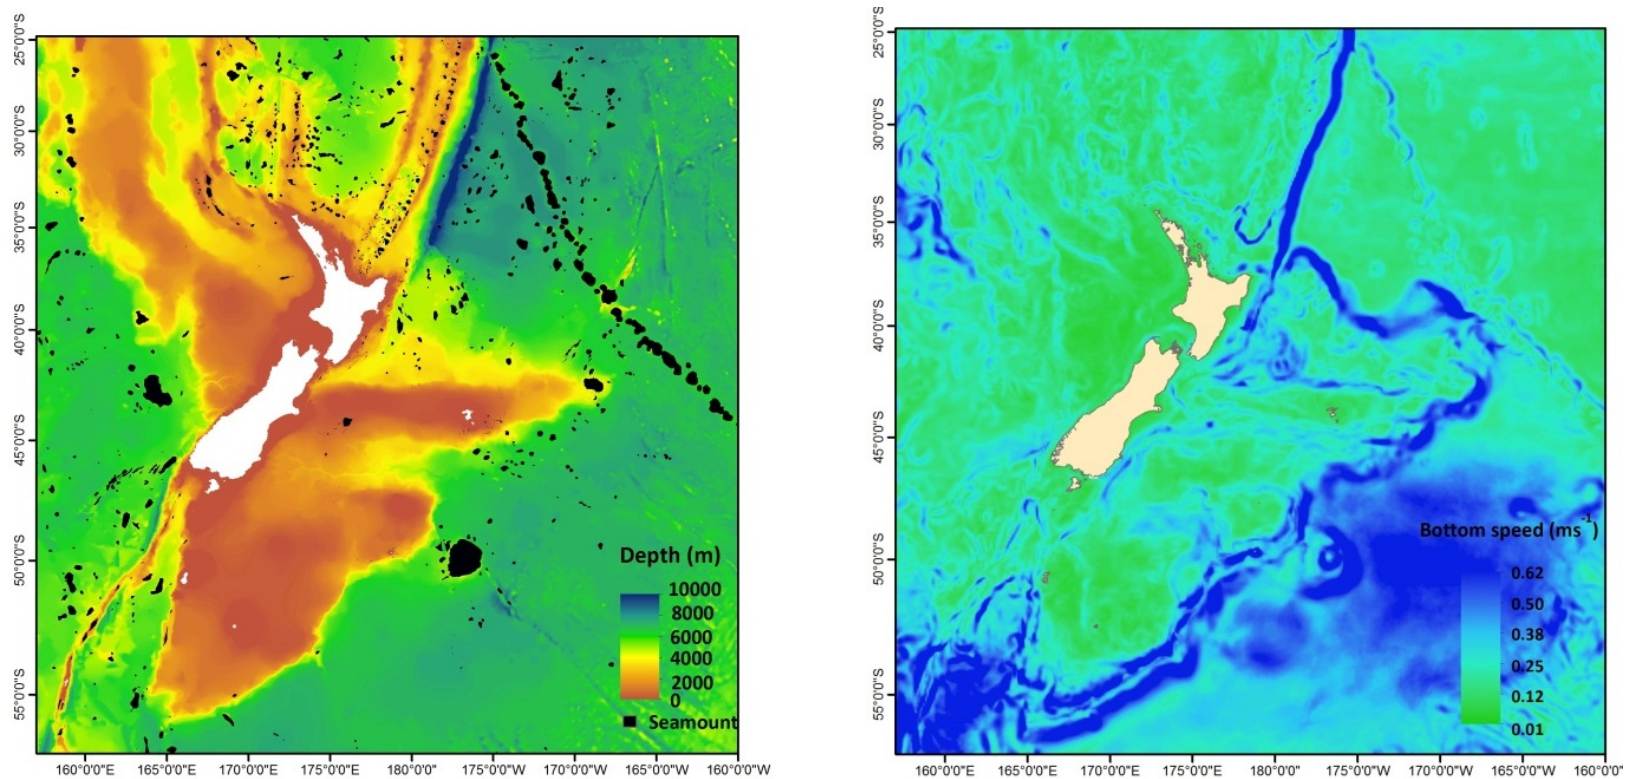 25°0'0"S
30°0'0"S
35°0'0"S
40°0'0"S
45°0'0"S
50°0'0"S
55°0'0"S
Depth (m)
10000
8000
6000
4000
2000
0
Seamount
160°0'0"E
165°0'0"E
170°0'0"E
175°0'0"E
180°0'0"
175°0'0"W
170°0'0"W
165°0'0"W
160°0'0"W
25°0'0"S
30°0'0"S
35°0'0"S
40°0'0"S
45°0'0"S
50°0'0"S
55°0'0"S
Bottom speed (ms⁻¹)
0.62
0.50
0.38
0.25
0.12
0.01
160°0'0"E
165°0'0"E
170°0'0"E
175°0'0"E
180°0'0"
175°0'0"W
170°0'0"W
165°0'0"W
160°0'0"W